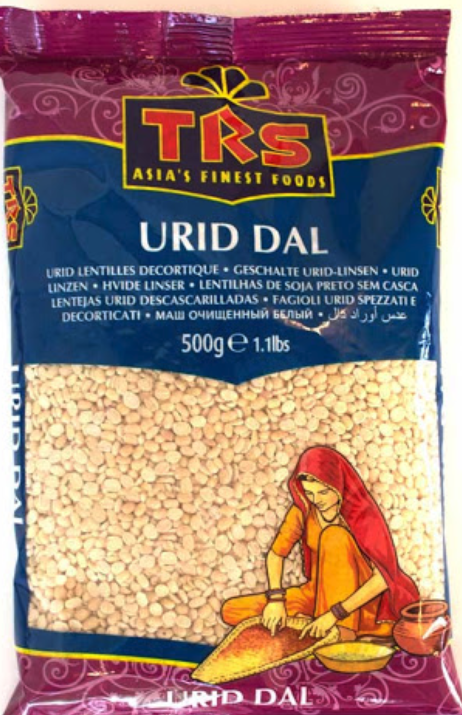 TRS
ASIA'S FINEST FOODS
URID DAL
URID LENTILLES DECORTIQUE • GESCHALTE URID-LINSEN • URID
LINZEN • HVIDE LINSER • LENTILHAS DE SOJA PRETO SEM CASCA
LENTEJAS URID DESCASCARILLADAS • FAGIOLI URID SPEZZATI E
DECORTICATI • МАШ ОЧИЩЕННЫЙ БЕЛЫЙ • عدس أوراد دال
500g ℮ 1.1lbs
URID DAL
URID DAL